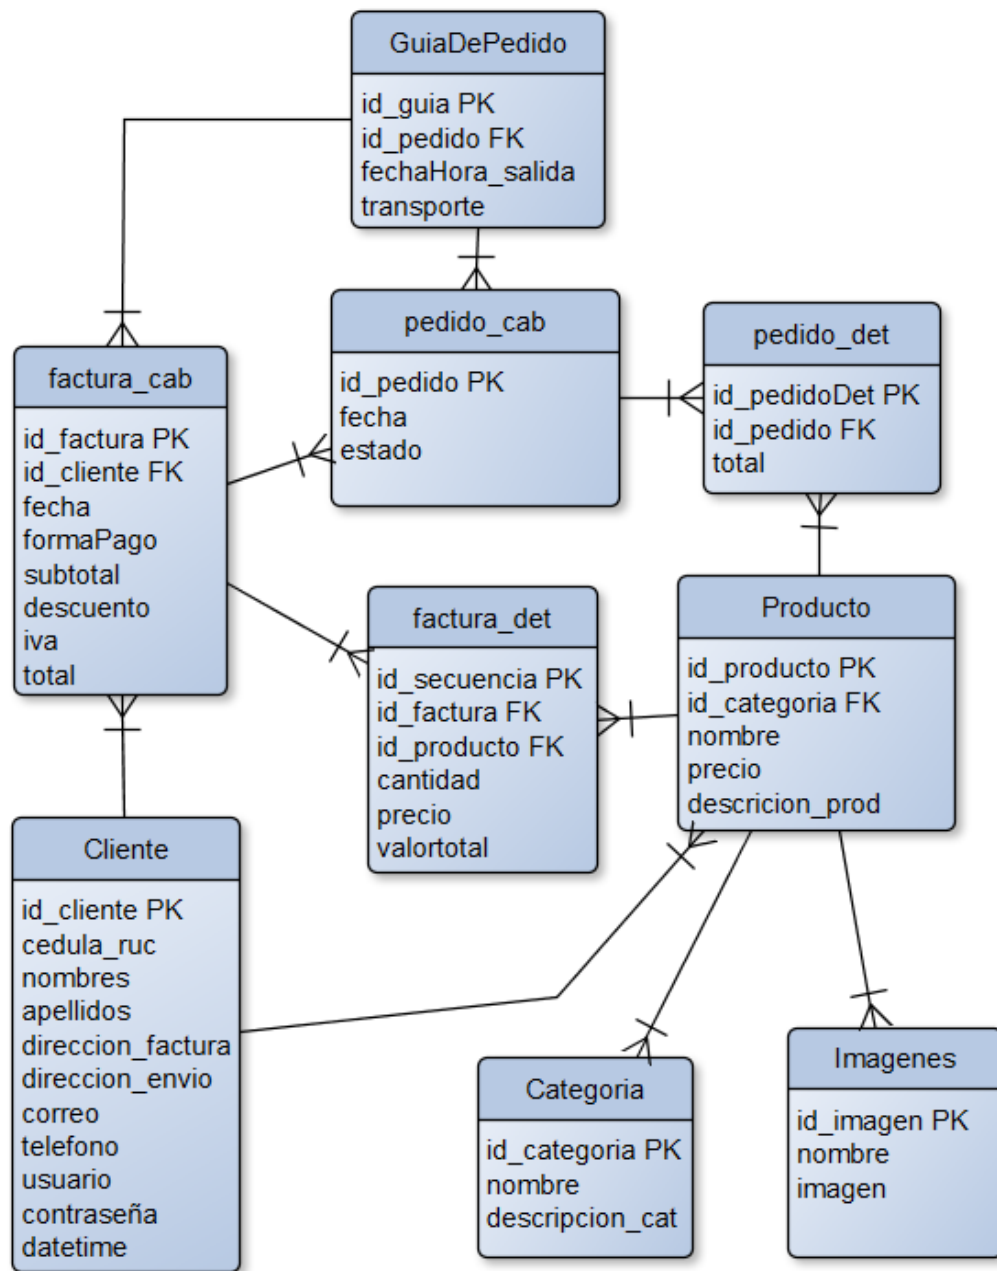 GuiaDePedido
id_guia PK
id_pedido FK
fechaHora_salida
transporte
pedido_cab
id_pedido PK
fecha
estado
pedido_det
id_pedidoDet PK
id_pedido FK
total
factura_cab
id_factura PK
id_cliente FK
fecha
formaPago
subtotal
descuento
iva
total
factura_det
id_secuencia PK
id_factura FK
id_producto FK
cantidad
precio
valortotal
Producto
id_producto PK
id_categoria FK
nombre
precio
descricion_prod
Cliente
id_cliente PK
cedula_ruc
nombres
apellidos
direccion_factura
direccion_envio
correo
telefono
usuario
contraseña
datetime
Categoria
id_categoria PK
nombre
descripcion_cat
Imagenes
id_imagen PK
nombre
imagen